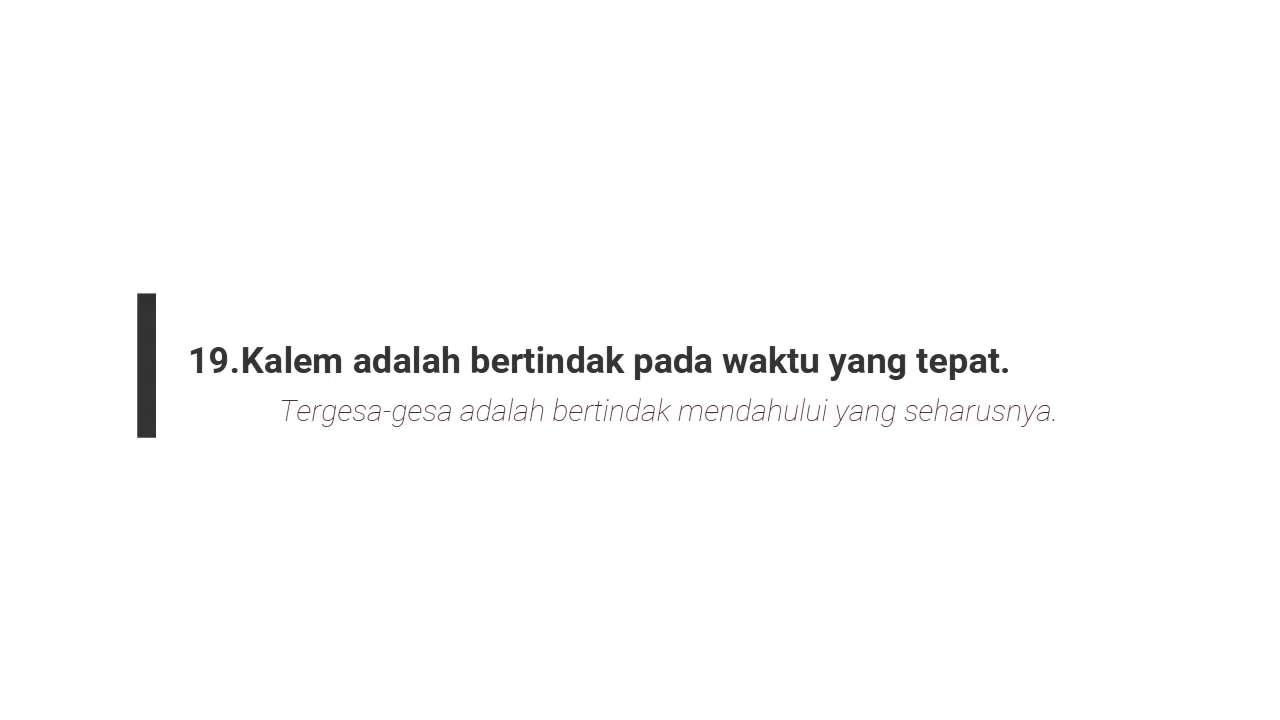 19.Kalem adalah bertindak pada waktu yang tepat.
Tergesa-gesa adalah bertindak mendahului yang seharusnya.